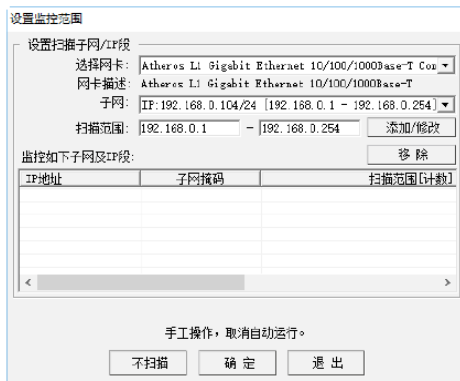 设置监控范围
设置扫描子网/IP段
选择网卡: Atheros L1 Gigabit Ethernet 10/100/1000Base-T Con
网卡描述: Atheros L1 Gigabit Ethernet 10/100/1000Base-T
子网: IP:192.168.0.104/24 [192.168.0.1 - 192.168.0.254]
扫描范围: 192.168.0.1 - 192.168.0.254 添加/修改
监控如下子网及IP段: 移 除
IP地址 子网掩码 扫描范围[计数]
手工操作，取消自动运行。
不扫描 确 定 退 出